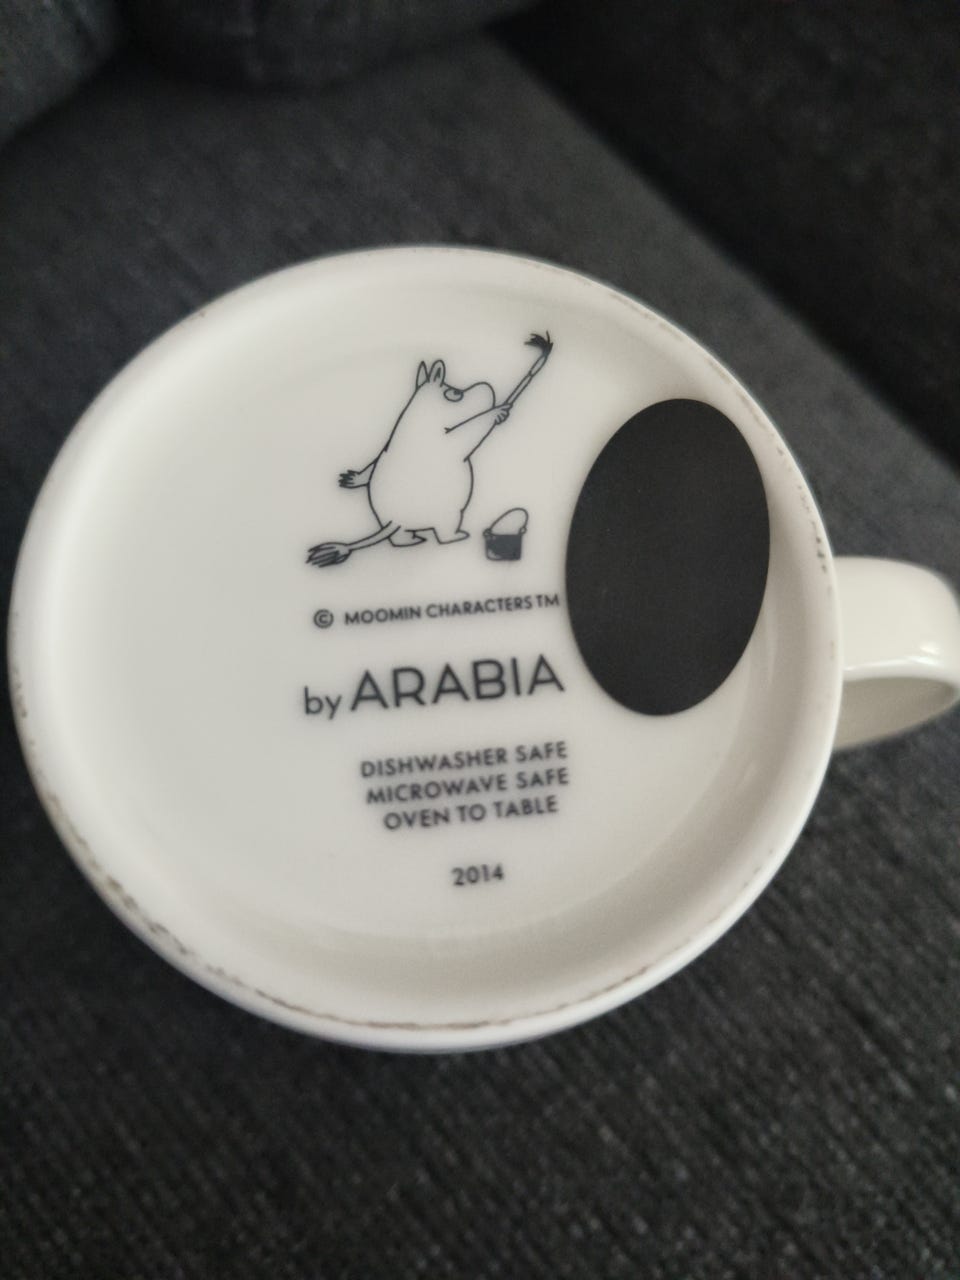 © MOOMIN CHARACTERS TM
by ARABIA
DISHWASHER SAFE
MICROWAVE SAFE
OVEN TO TABLE
2014